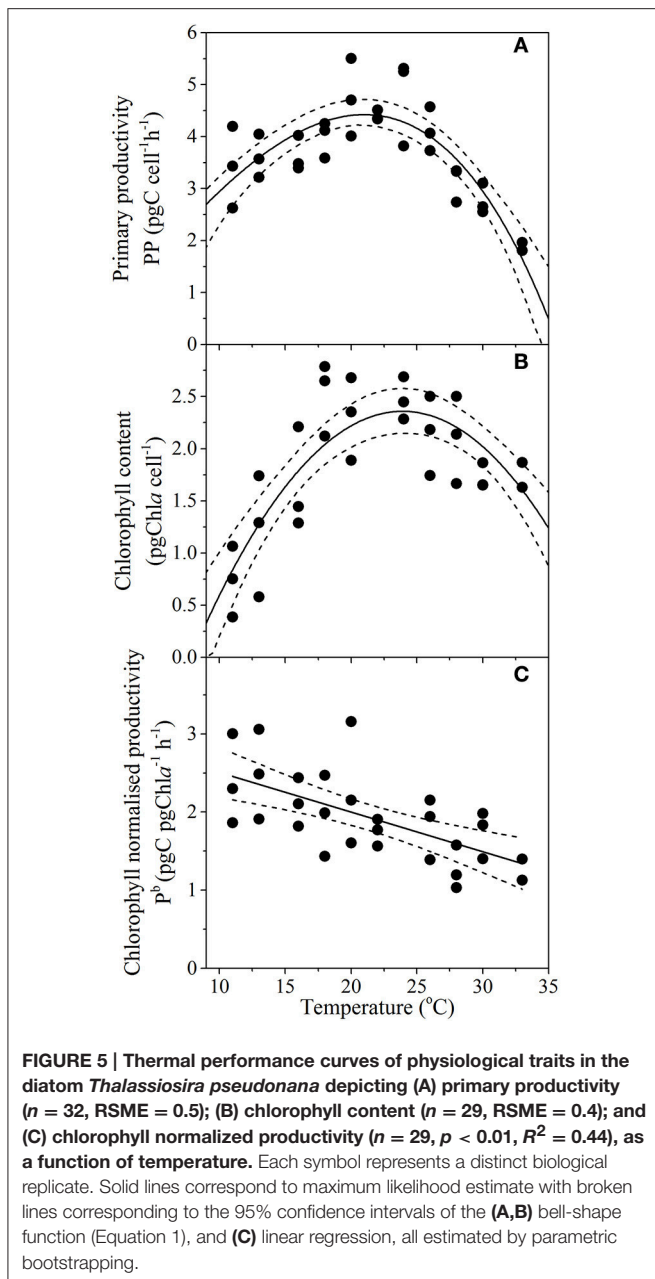 A
6
5
4
3
2
1
0
Primary productivity
PP (pgC cell-1h-1)
B
2.5
2.0
1.5
1.0
0.5
0.0
Chlorophyll content
(pgChla cell-1)
C
3
2
1
0
Chlorophyll normalised productivity
Pb (pgC pgChla-1 h-1)
10 15 20 25 30 35
Temperature (oC)
FIGURE 5 | Thermal performance curves of physiological traits in the
diatom Thalassiosira pseudonana depicting (A) primary productivity
(n = 32, RSME = 0.5); (B) chlorophyll content (n = 29, RSME = 0.4); and
(C) chlorophyll normalized productivity (n = 29, p < 0.01, R2 = 0.44), as
a function of temperature. Each symbol represents a distinct biological
replicate. Solid lines correspond to maximum likelihood estimate with broken
lines corresponding to the 95% confidence intervals of the (A,B) bell-shape
function (Equation 1), and (C) linear regression, all estimated by parametric
bootstrapping.